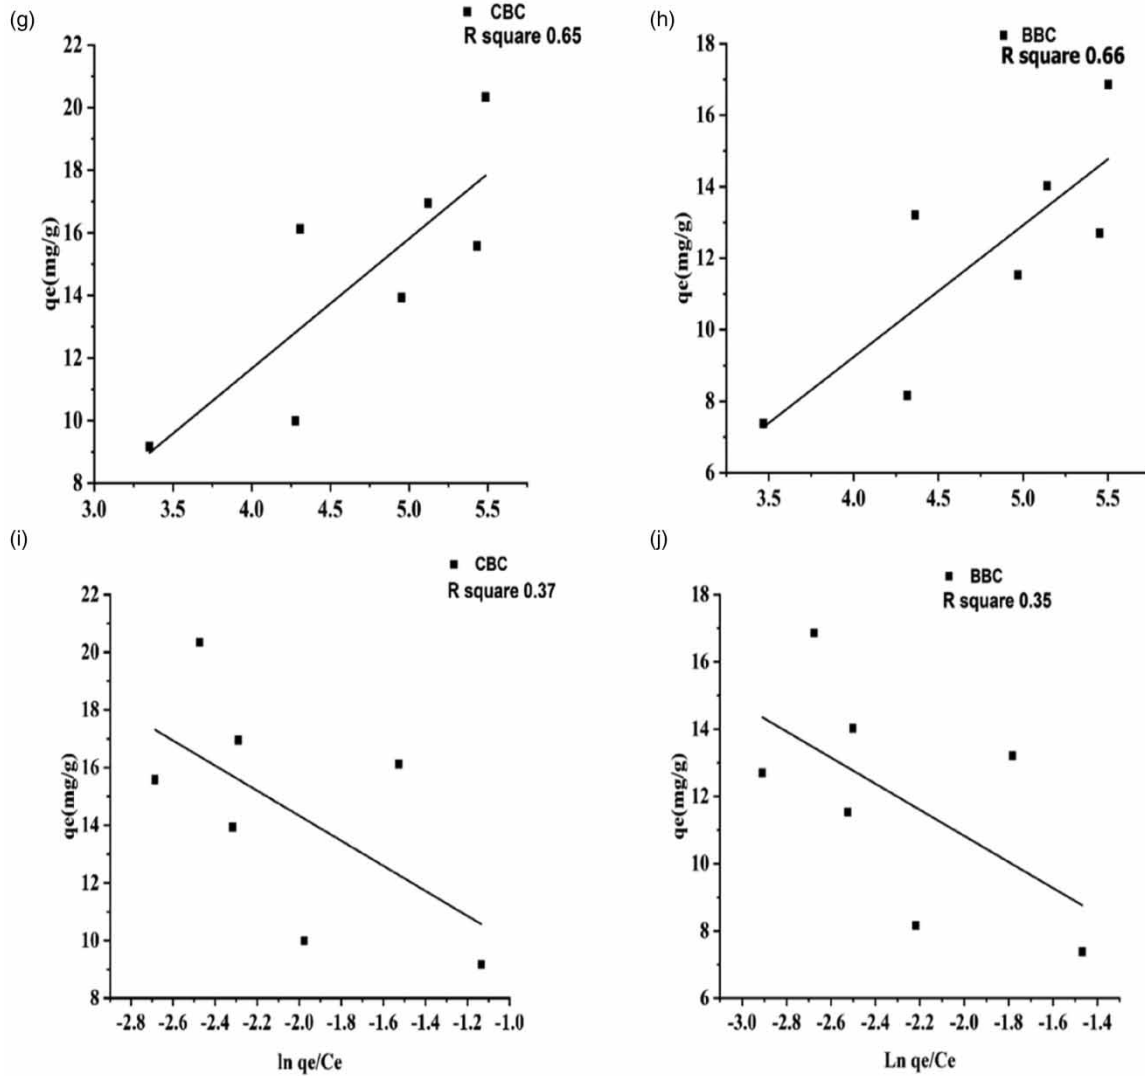 (g)
CBC
R square 0.65
qe(mg/g)
22
20
18
16
14
12
10
8
3.0 3.5 4.0 4.5 5.0 5.5
(h)
BBC
R square 0.66
qe(mg/g)
18
16
14
12
10
8
6
3.5 4.0 4.5 5.0 5.5
(i)
CBC
R square 0.37
qe(mg/g)
22
20
18
16
14
12
10
8
-2.8 -2.6 -2.4 -2.2 -2.0 -1.8 -1.6 -1.4 -1.2 -1.0
ln qe/Ce
(j)
BBC
R square 0.35
qe(mg/g)
18
16
14
12
10
8
6
-3.0 -2.8 -2.6 -2.4 -2.2 -2.0 -1.8 -1.6 -1.4
Ln qe/Ce